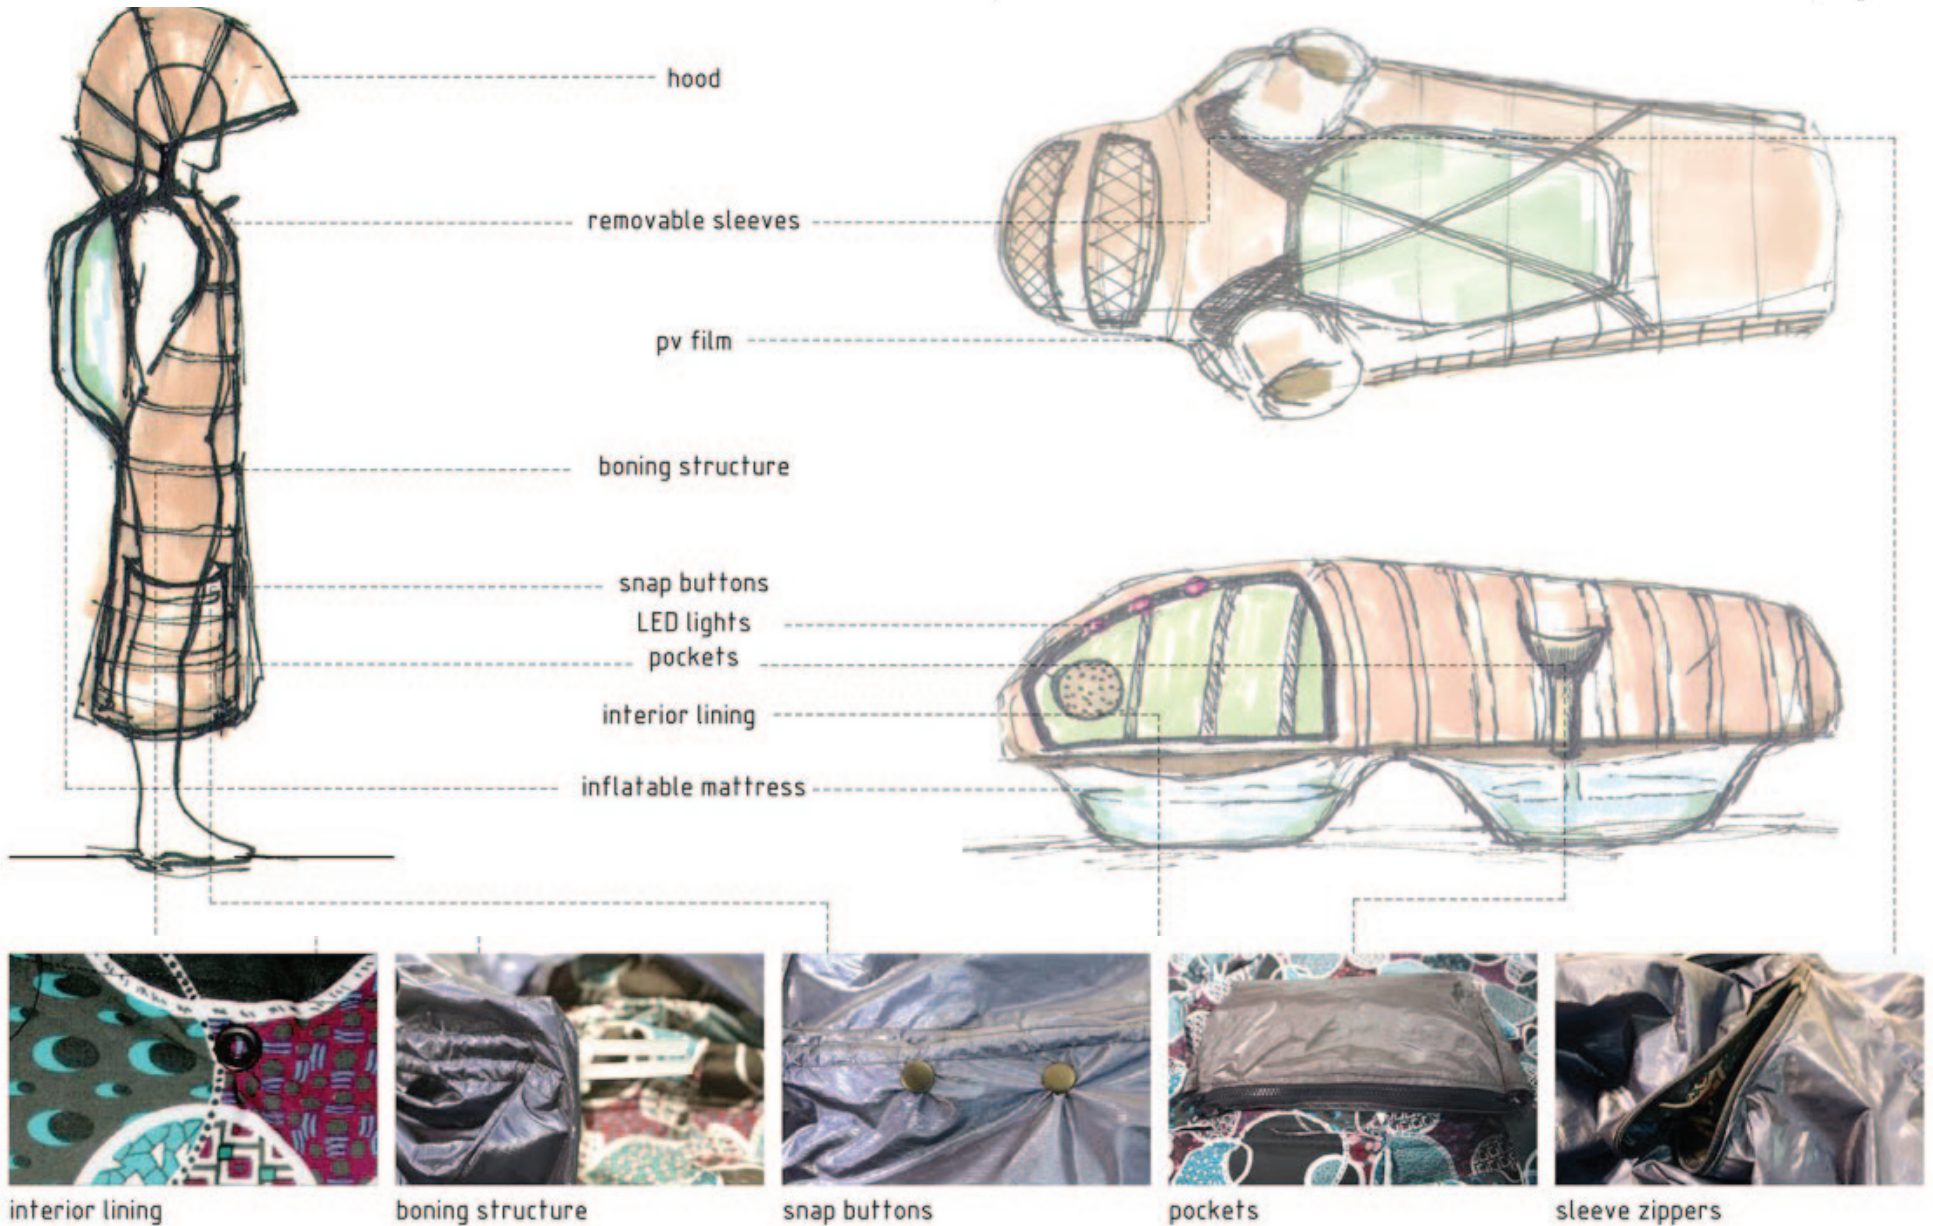 hood
removable sleeves
pv film
boning structure
snap buttons
LED lights
pockets
interior lining
inflatable mattress
interior lining
boning structure
snap buttons
pockets
sleeve zippers